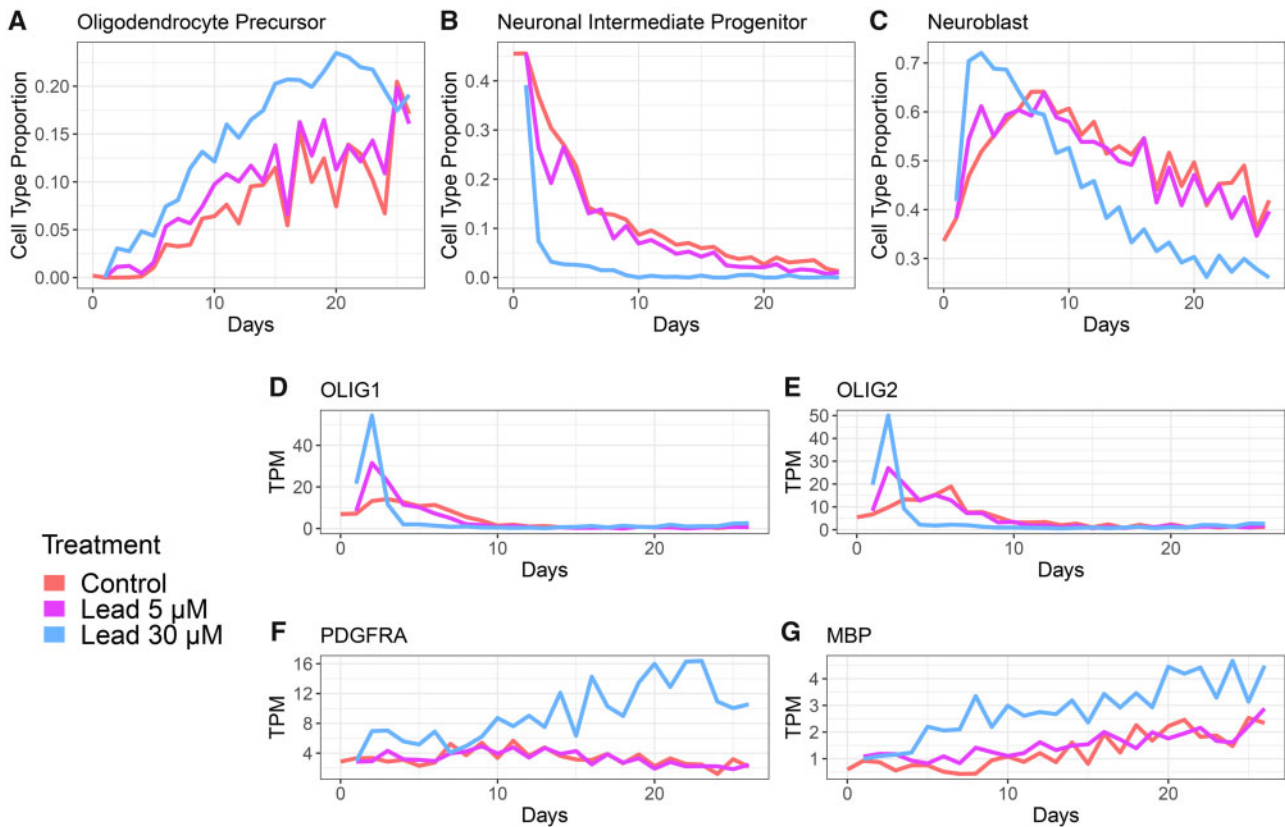 A Oligodendrocyte Precursor
Cell Type Proportion
0.20
0.15
0.10
0.05
0.00
0 10 20
Days
B Neuronal Intermediate Progenitor
Cell Type Proportion
0.4
0.3
0.2
0.1
0.0
0 10 20
Days
C Neuroblast
Cell Type Proportion
0.7
0.6
0.5
0.4
0.3
0 10 20
Days
D OLIG1
TPM
40
20
0
0 10 20
Days
E OLIG2
TPM
50
40
30
20
10
0
0 10 20
Days
Treatment
Control
Lead 5 µM
Lead 30 µM
F PDGFRA
TPM
16
12
8
4
0 10 20
Days
G MBP
TPM
4
3
2
1
0 10 20
Days